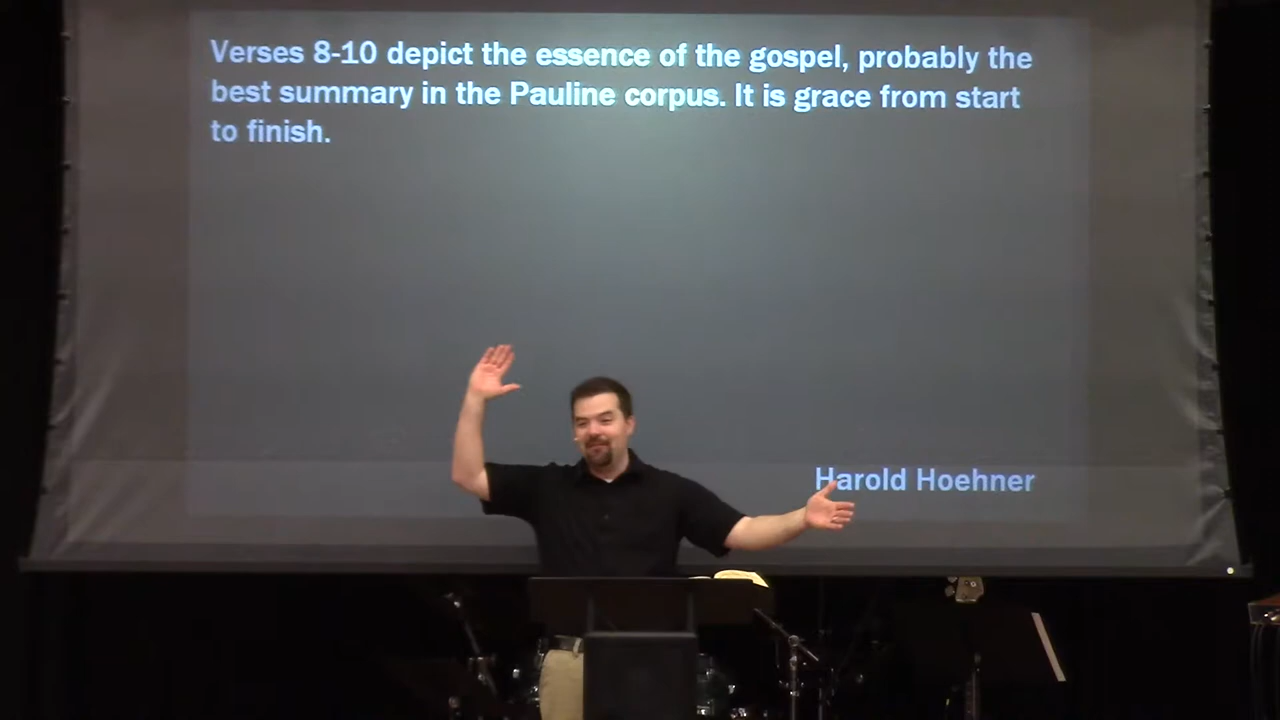 Verses 8-10 depict the essence of the gospel, probably the
best summary in the Pauline corpus. It is grace from start
to finish.
Harold Hoehner